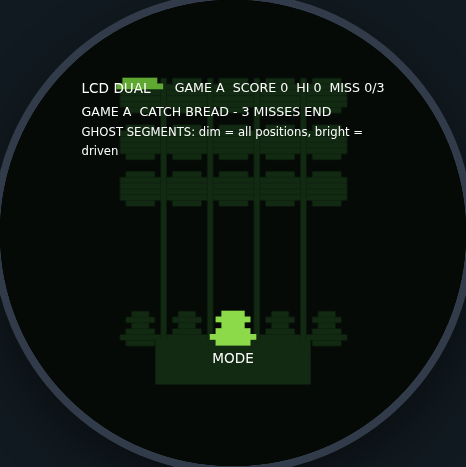 LCD DUAL GAME A SCORE 0 HI 0 MISS 0/3
GAME A CATCH BREAD - 3 MISSES END
GHOST SEGMENTS: dim = all positions, bright =
driven
MODE